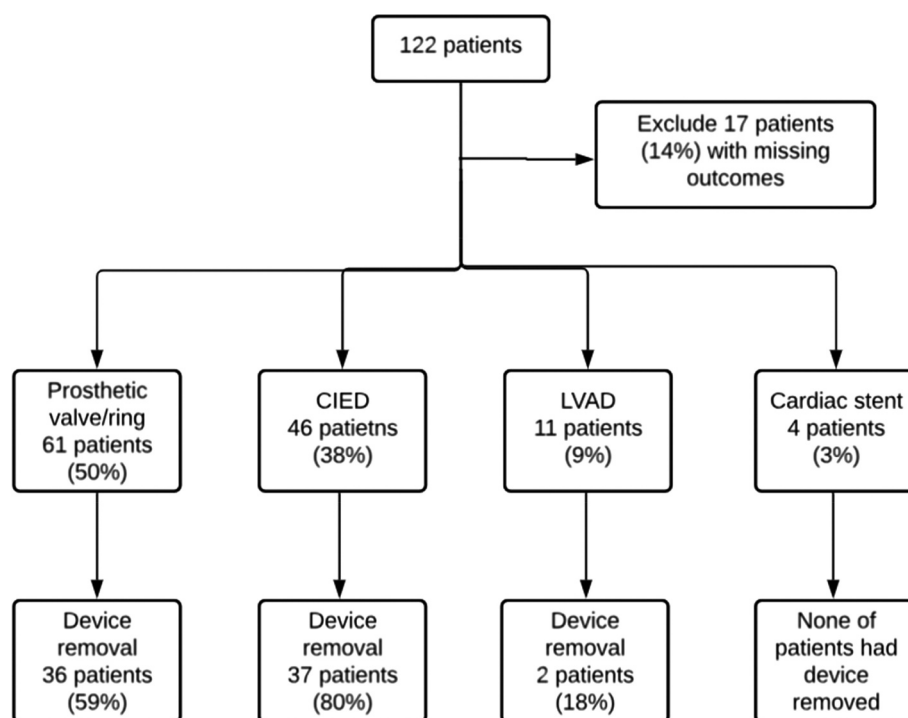 122 patients
Exclude 17 patients
(14%) with missing
outcomes
Prosthetic
valve/ring
61 patients
(50%)
CIED
46 patietns
(38%)
LVAD
11 patients
(9%)
Cardiac stent
4 patients
(3%)
Device
removal
36 patients
(59%)
Device
removal
37 patients
(80%)
Device
removal
2 patients
(18%)
None of
patients had
device
removed